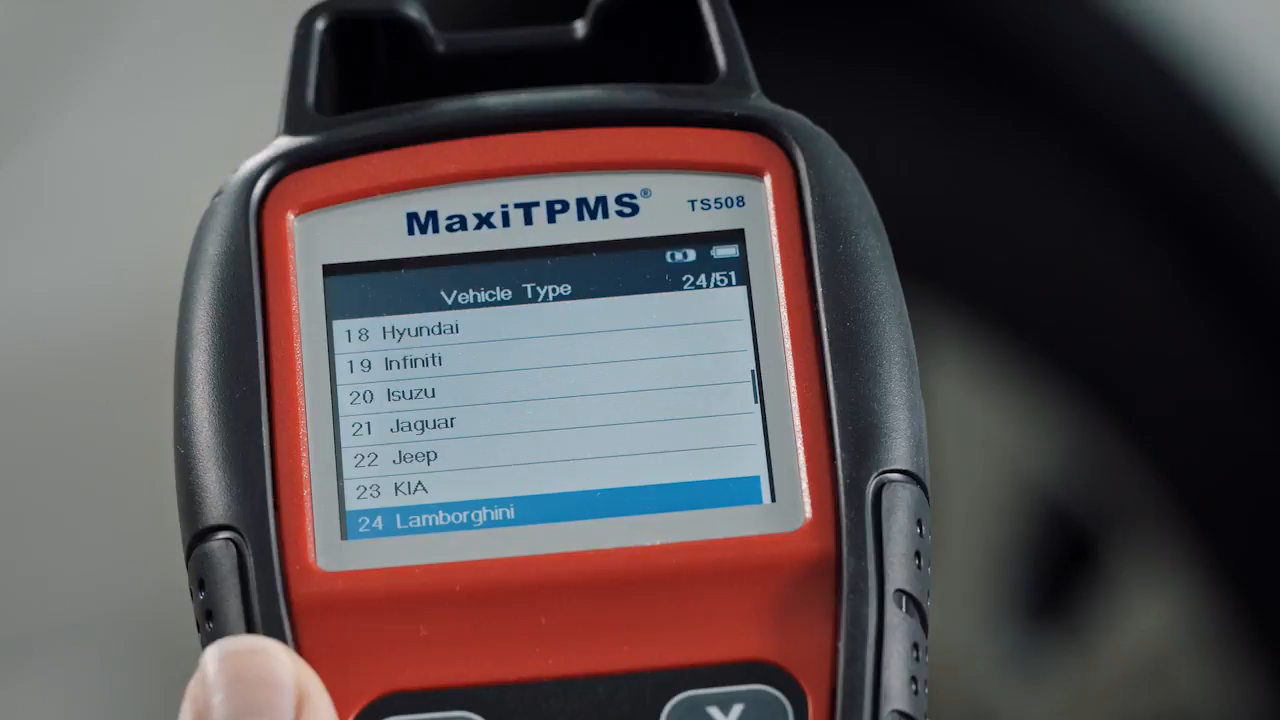 MaxiTPMS® TS508
Vehicle Type 24/51
18 Hyundai
19 Infiniti
20 Isuzu
21 Jaguar
22 Jeep
23 KIA
24 Lamborghini
Y